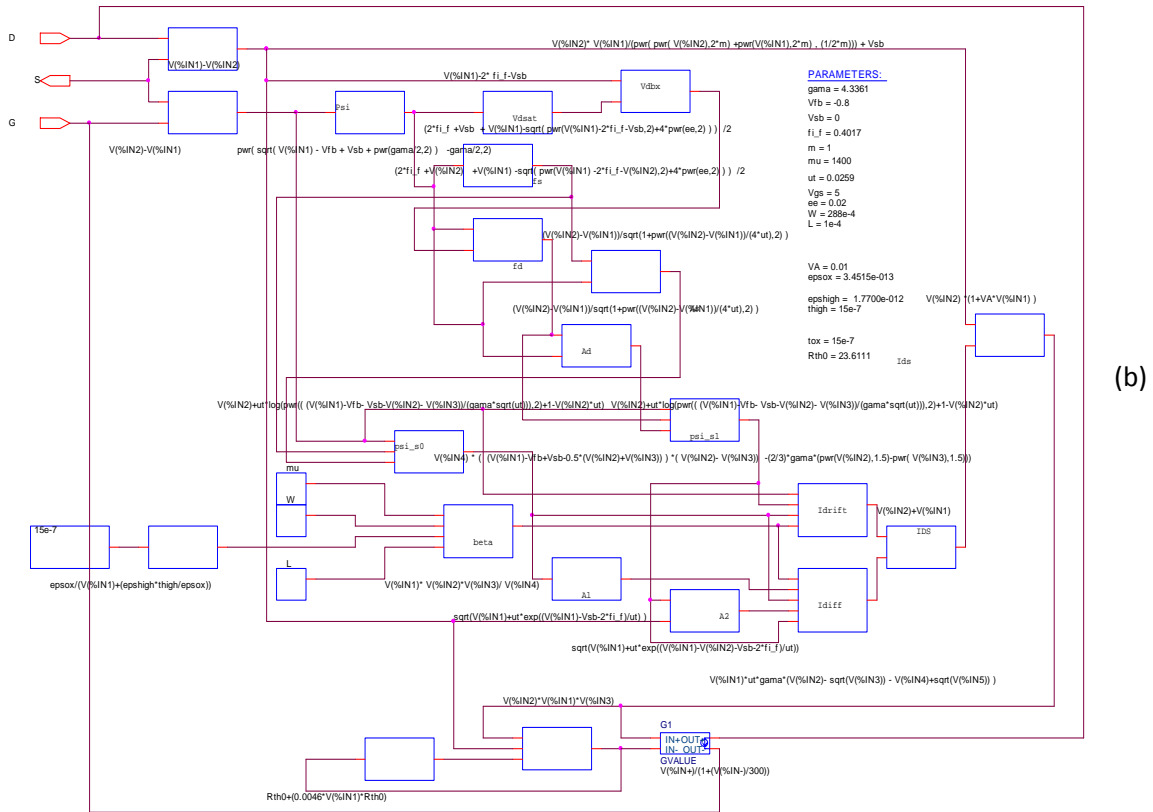 D
V(%IN2)* V(%IN1)/(pwr( pwr( V(%IN2),2*m) +pwr(V(%IN1),2*m) , (1/2*m))) + Vsb
V(%IN1)-V(%IN2)
S
V(%IN1)-2* fi_f-Vsb
Vdbx
PARAMETERS:
gama = 4.3361
Vfb = -0.8
Vsb = 0
fi_f = 0.4017
m = 1
mu = 1400
ut = 0.0259
Vgs = 5
ee = 0.02
W = 288e-4
L = 1e-4
VA = 0.01
epsox = 3.4515e-013
epshigh = 1.7700e-012
thigh = 15e-7
tox = 15e-7
Rth0 = 23.6111
G
Psi
Vdsat
(2*fi_f +Vsb + V(%IN1)-sqrt( pwr(V(%IN1)-2*fi_f-Vsb,2)+4*pwr(ee,2) ) ) /2
V(%IN2)-V(%IN1)
pwr( sqrt( V(%IN1) - Vfb + Vsb + pwr(gama/2,2) ) -gama/2,2)
(2*fi_f +V(%IN2) +V(%IN1) -sqrt( pwr(V(%IN1) -2*fi_f-V(%IN2),2)+4*pwr(ee,2) ) ) /2
fs
(V(%IN2)-V(%IN1))/sqrt(1+pwr((V(%IN2)-V(%IN1))/(4*ut),2) )
fd
(V(%IN2)-V(%IN1))/sqrt(1+pwr((V(%IN2)-V(%IN1))/(4*ut),2) )
V(%IN2) *(1+VA*V(%IN1) )
Ad
Ids
(b)
V(%IN2)+ut*log(pwr(( (V(%IN1)-Vfb- Vsb-V(%IN2)- V(%IN3))/(gama*sqrt(ut))),2)+1-V(%IN2)*ut)
V(%IN2)+ut*log(pwr(( (V(%IN1)-Vfb- Vsb-V(%IN2)- V(%IN3))/(gama*sqrt(ut))),2)+1-V(%IN2)*ut)
psi_s1
psi_s0
V(%IN4) * ( (V(%IN1)-Vfb+Vsb-0.5*(V(%IN2)+V(%IN3)) ) *( V(%IN2)- V(%IN3)) -(2/3)*gama*(pwr(V(%IN2),1.5)-pwr( V(%IN3),1.5)))
mu
W
Idrift
V(%IN2)+V(%IN1)
15e-7
beta
IDS
L
epsox/(V(%IN1)+(epshigh*thigh/epsox))
V(%IN1)* V(%IN2)*V(%IN3)/ V(%IN4)
A1
Idiff
A2
sqrt(V(%IN1)+ut*exp((V(%IN1)-Vsb-2*fi_f)/ut) )
sqrt(V(%IN1)+ut*exp((V(%IN1)-V(%IN2)-Vsb-2*fi_f)/ut))
V(%IN1)*ut*gama*(V(%IN2)- sqrt(V(%IN3)) - V(%IN4)+sqrt(V(%IN5)) )
V(%IN2)*V(%IN1)*V(%IN3)
G1
IN+ OUT+
IN- OUT-
GVALUE
V(%IN+)/(1+(V(%IN-)/300))
Rth0+(0.0046*V(%IN1)*Rth0)